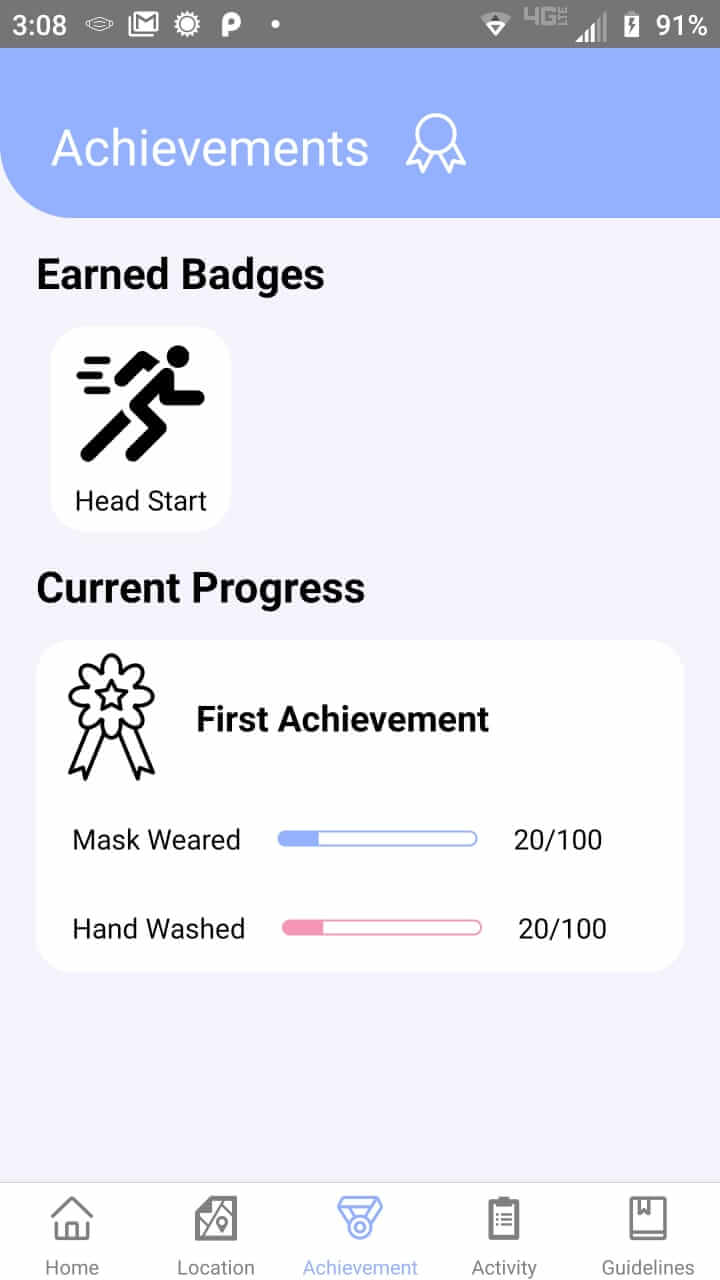 3:08
4G LTE
91%
Achievements
Earned Badges
Head Start
Current Progress
First Achievement
Mask Weared 20/100
Hand Washed 20/100
Home Location Achievement Activity Guidelines